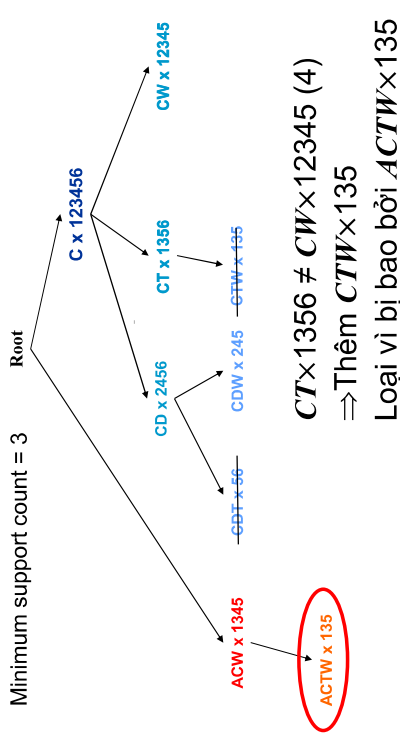 Minimum support count = 3
Root
C x 123456
ACW x 1345
CD x 2456
CT x 1356
CW x 12345
ACTW x 135
CDT x 56
CDW x 245
CTW x 135
CT×1356 ≠ CW×12345 (4)
⇒Thêm CTW×135
Loại vì bị bao bởi ACTW×135